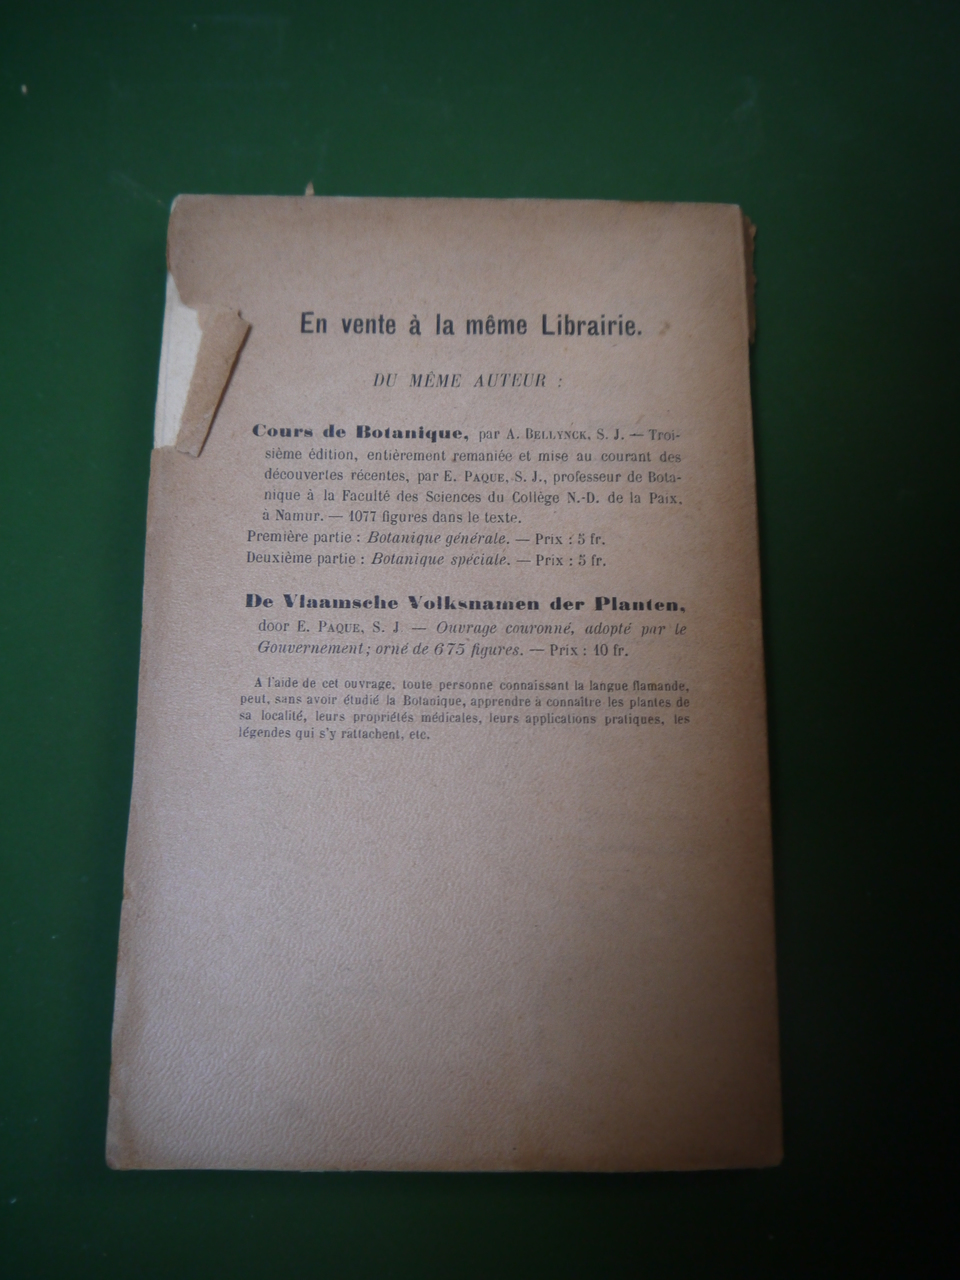 En vente à la même Librairie.
DU MÊME AUTEUR :
Cours de Botanique, par A. BELLYNCK, S. J. — Troi-
sième édition, entièrement remaniée et mise au courant des
découvertes récentes, par E. PAQUE, S. J., professeur de Bota-
nique à la Faculté des Sciences du Collège N.-D. de la Paix,
à Namur. — 1077 figures dans le texte.
Première partie : Botanique générale. — Prix : 5 fr.
Deuxième partie : Botanique spéciale. — Prix : 5 fr.
De Vlaamsche Volksnamen der Planten,
door E. PAQUE, S. J — Ouvrage couronné, adopté par le
Gouvernement; orné de 675 figures. — Prix : 10 fr.
A l'aide de cet ouvrage, toute personne connaissant la langue flamande,
peut, sans avoir étudié la Botanique, apprendre à connaître les plantes de
sa localité, leurs propriétés médicales, leurs applications pratiques, les
légendes qui s'y rattachent, etc.